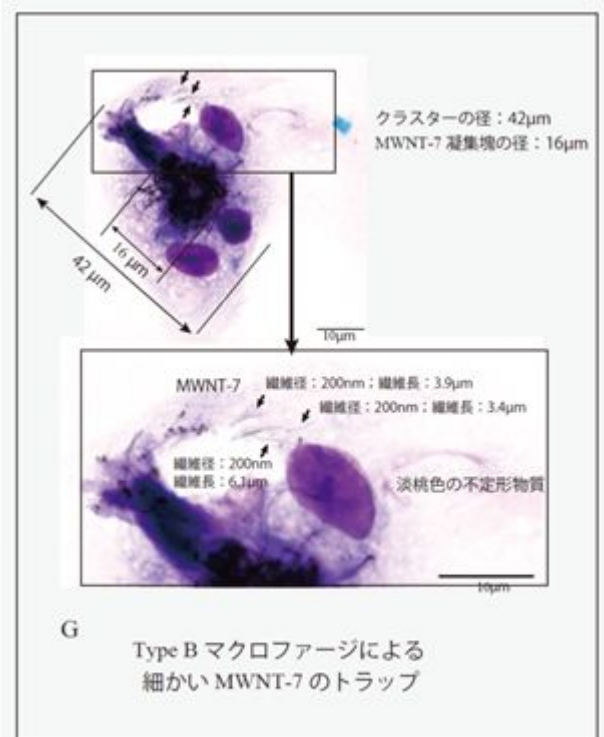 クラスターの径：42μm
MWNT-7 凝集塊の径：16μm
16 μm
42 μm
10μm
MWNT-7
繊維径：200nm；繊維長：3.9μm
繊維径：200nm；繊維長：3.4μm
繊維径：200nm
繊維長：6.1μm
淡桃色の不定形物質
10μm
G
Type B マクロファージによる
細かい MWNT-7 のトラップ